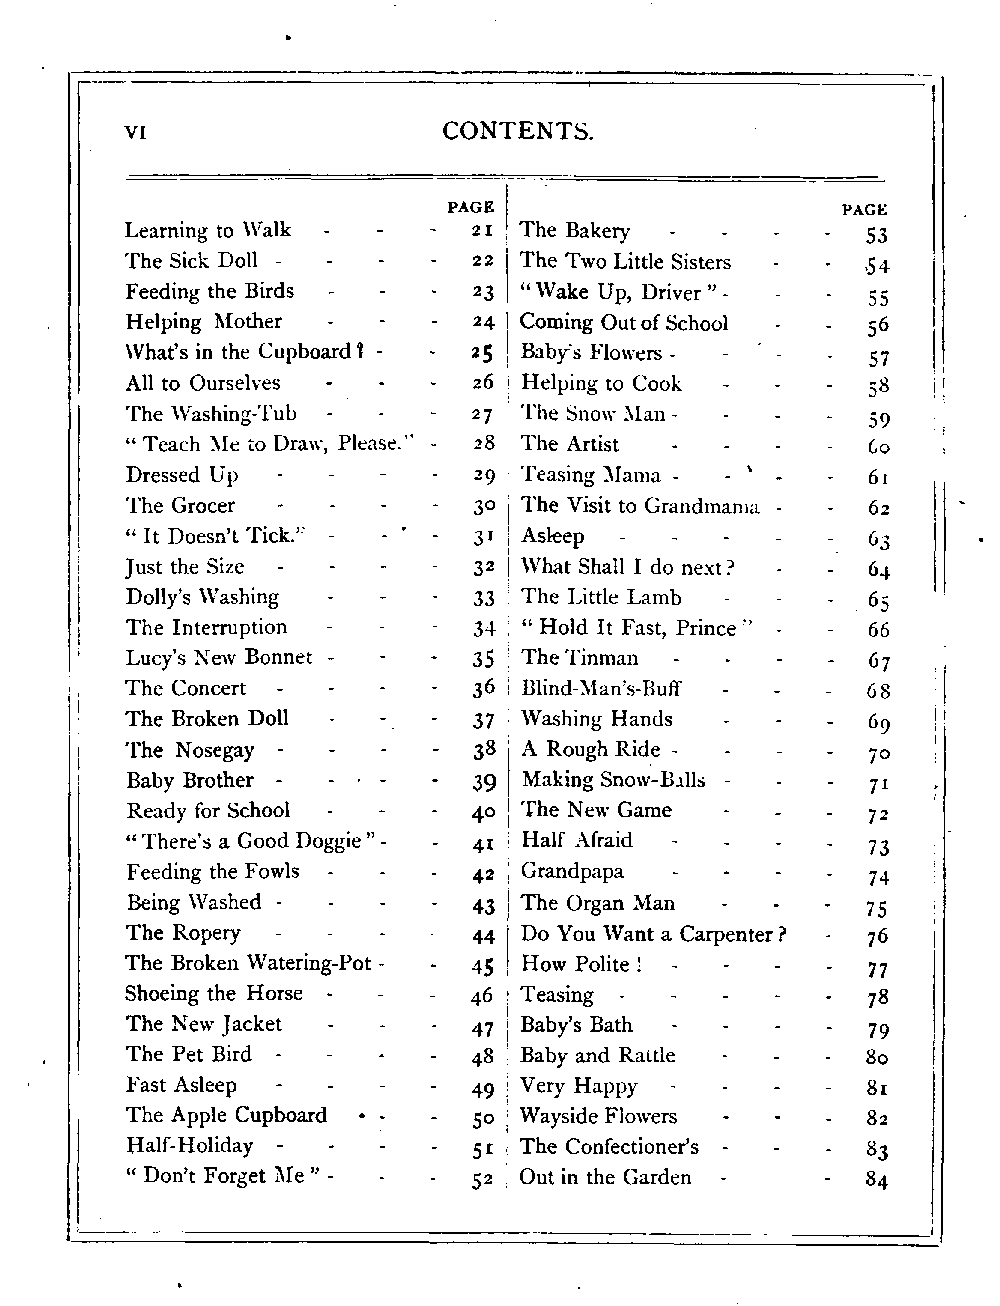 VI CONTENTS.
PAGE
Learning to Walk - - - 21
The Sick Doll - - - - 22
Feeding the Birds - - - 23
Helping Mother - - - 24
What's in the Cupboard? - - 25
All to Ourselves - - - 26
The Washing-Tub - - - 27
“Teach Me to Draw, Please.” - 28
Dressed Up - - - - 29
The Grocer - - - - 30
“It Doesn't Tick.” - - - 31
Just the Size - - - - 32
Dolly's Washing - - - 33
The Interruption - - - 34
Lucy's New Bonnet - - - 35
The Concert - - - - 36
The Broken Doll - - - 37
The Nosegay - - - - 38
Baby Brother - - - - 39
Ready for School - - - 40
“There's a Good Doggie” - - 41
Feeding the Fowls - - - 42
Being Washed - - - - 43
The Ropery - - - - 44
The Broken Watering-Pot - - 45
Shoeing the Horse - - - 46
The New Jacket - - - 47
The Pet Bird - - - - 48
Fast Asleep - - - - 49
The Apple Cupboard - - - 50
Half-Holiday - - - - 51
“Don't Forget Me” - - - 52
PAGE
The Bakery - - - - 53
The Two Little Sisters - - 54
“Wake Up, Driver” - - - 55
Coming Out of School - - 56
Baby's Flowers - - - - 57
Helping to Cook - - - 58
The Snow Man - - - - 59
The Artist - - - - 60
Teasing Mama - - - - 61
The Visit to Grandmama - - 62
Asleep - - - - - 63
What Shall I do next? - - 64
The Little Lamb - - - 65
“Hold It Fast, Prince” - - 66
The Tinman - - - - 67
Blind-Man's-Buff - - - 68
Washing Hands - - - 69
A Rough Ride - - - - 70
Making Snow-Balls - - - 71
The New Game - - - 72
Half Afraid - - - - 73
Grandpapa - - - - 74
The Organ Man - - - 75
Do You Want a Carpenter? - 76
How Polite! - - - - 77
Teasing - - - - - 78
Baby's Bath - - - - 79
Baby and Rattle - - - 80
Very Happy - - - - 81
Wayside Flowers - - - 82
The Confectioner's - - - 83
Out in the Garden - - 84